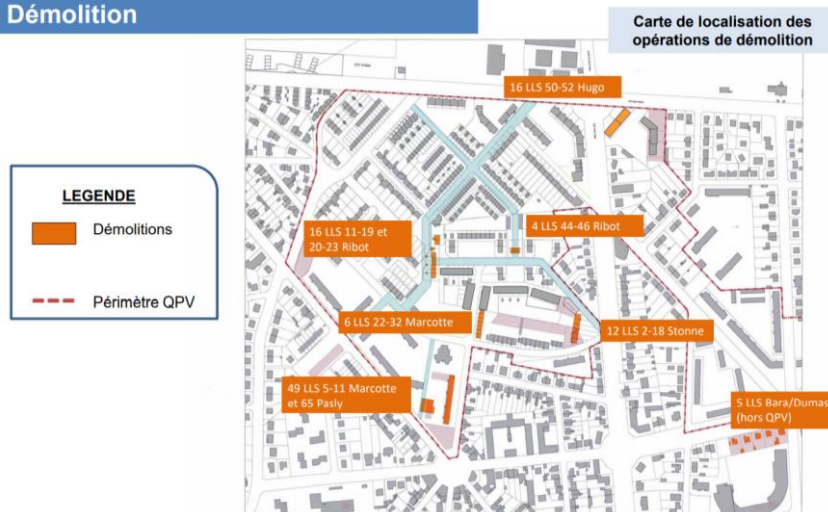 Démolition
Carte de localisation des
opérations de démolition
16 LLS 50-52 Hugo
LEGENDE
Démolitions
Périmètre QPV
16 LLS 11-19 et
20-23 Ribot
4 LLS 44-46 Ribot
6 LLS 22-32 Marcotte
12 LLS 2-18 Stonne
49 LLS 5-11 Marcotte
et 65 Pasly
5 LLS Bara/Dumas
(hors QPV)